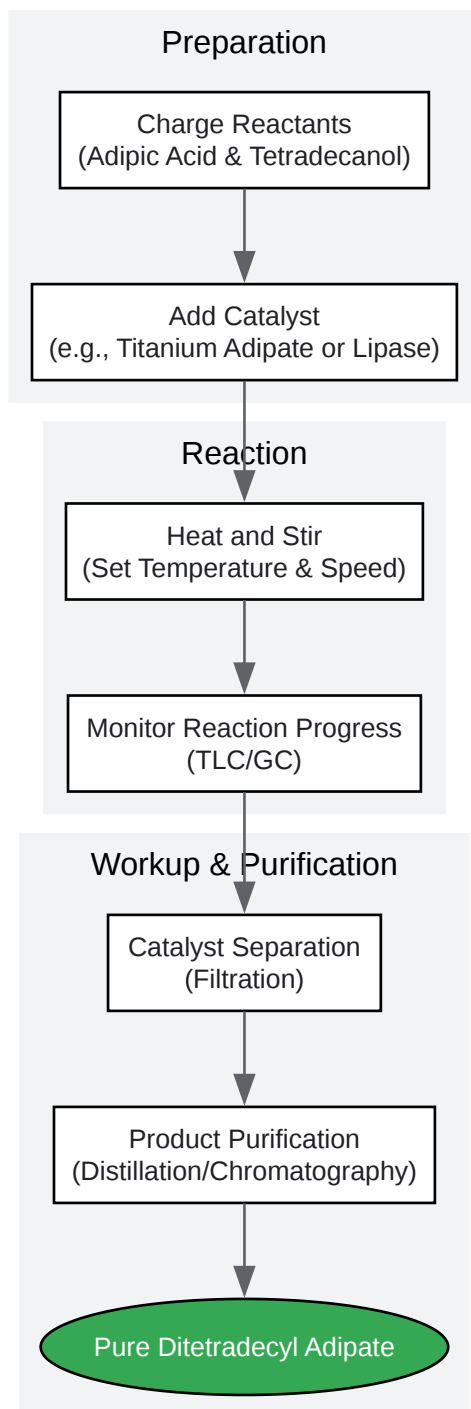 Preparation
Charge Reactants
(Adipic Acid & Tetradecanol)
Add Catalyst
(e.g., Titanium Adipate or Lipase)
Reaction
Heat and Stir
(Set Temperature & Speed)
Monitor Reaction Progress
(TLC/GC)
Workup & Purification
Catalyst Separation
(Filtration)
Product Purification
(Distillation/Chromatography)
Pure Ditetradecyl Adipate